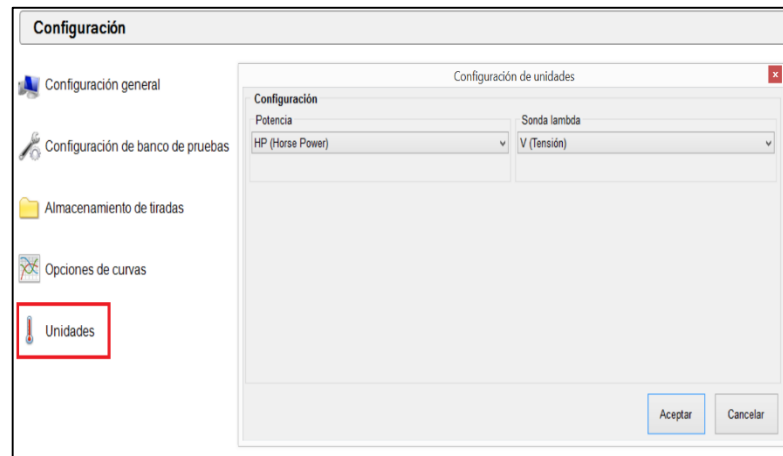 Configuración
Configuración general
Configuración de banco de pruebas
Almacenamiento de tiradas
Opciones de curvas
Unidades
Configuración de unidades
x
Configuración
Potencia
HP (Horse Power)
Sonda lambda
V (Tensión)
Aceptar
Cancelar